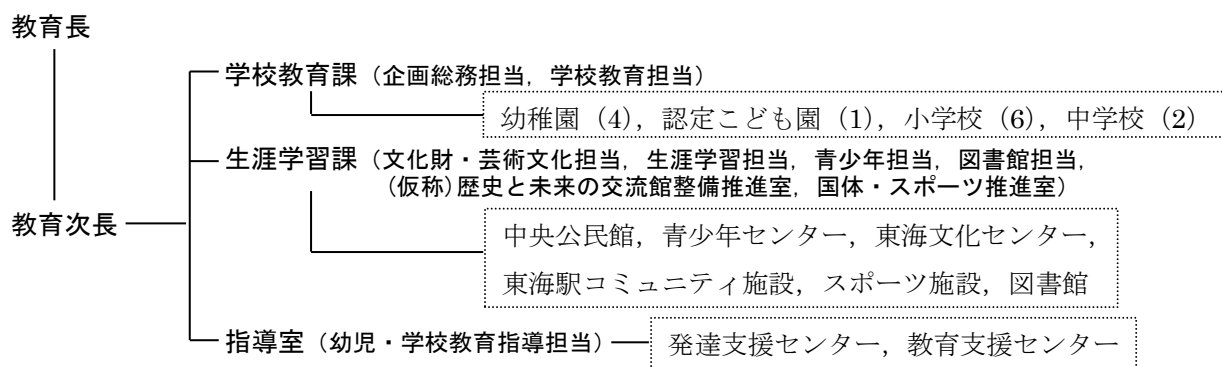 教育長
学校教育課（企画総務担当，学校教育担当）
幼稚園（4），認定こども園（1），小学校（6），中学校（2）
生涯学習課（文化財・芸術文化担当，生涯学習担当，青少年担当，図書館担当，
（仮称）歴史と未来の交流館整備推進室，国体・スポーツ推進室）
教育次長
中央公民館，青少年センター，東海文化センター，
東海駅コミュニティ施設，スポーツ施設，図書館
指導室（幼児・学校教育指導担当）
発達支援センター，教育支援センター